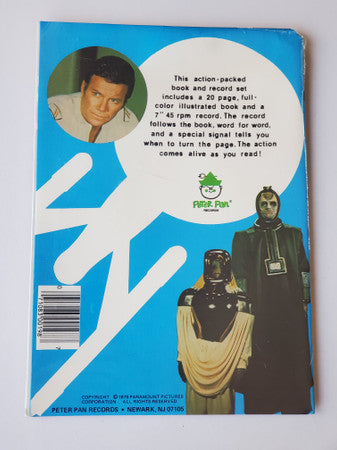 This action-packed
book and record set
includes a 20 page, full-
color illustrated book and a
7" 45 rpm record. The record
follows the book, word for word,
and a special signal tells you
when to turn the page. The action
comes alive as you read!
PETER PAN
RECORDS
COPYRIGHT © 1979 PARAMOUNT PICTURES
CORPORATION ALL RIGHTS RESERVED
PETER PAN RECORDS • NEWARK, NJ 07105